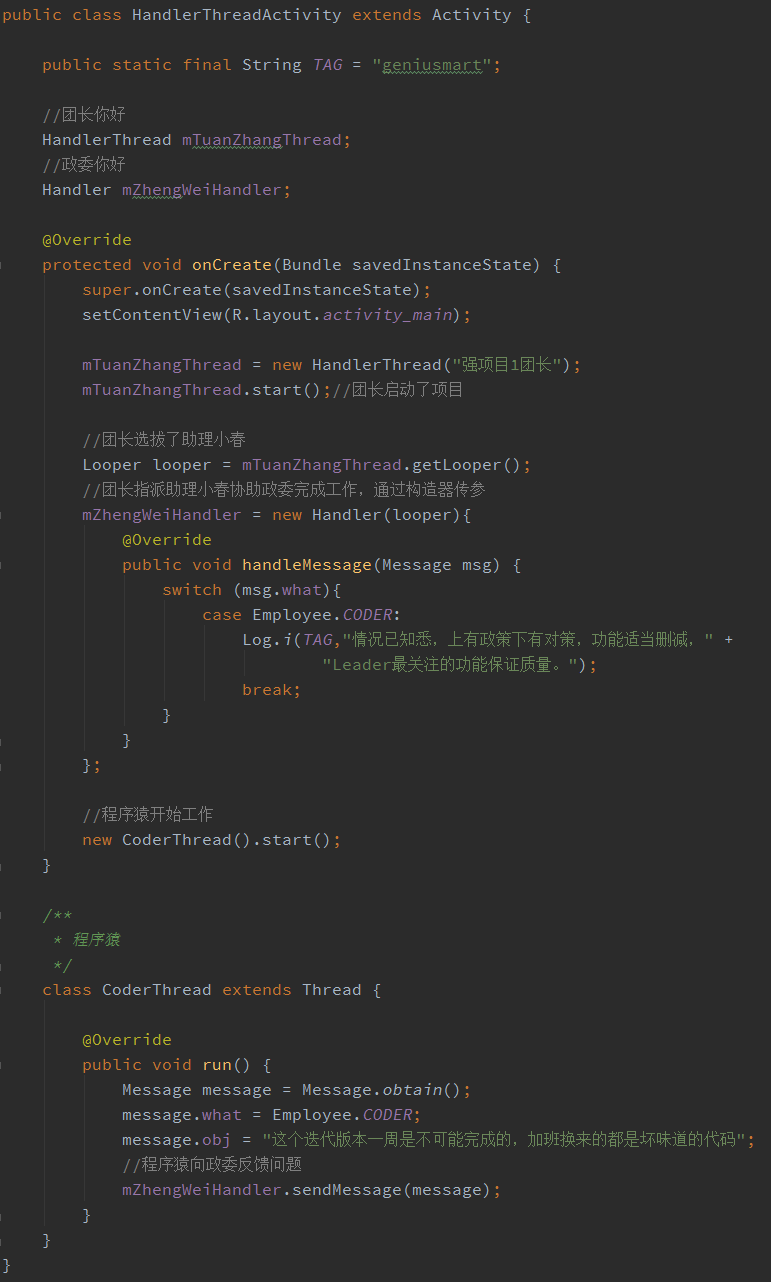 public class HandlerThreadActivity extends Activity {
public static final String TAG = "geniusmart";
//团长你好
HandlerThread mTuanZhangThread;
//政委你好
Handler mZhengWeiHandler;
@Override
protected void onCreate(Bundle savedInstanceState) {
super.onCreate(savedInstanceState);
setContentView(R.layout.activity_main);
mTuanZhangThread = new HandlerThread("强项目1团长");
mTuanZhangThread.start();//团长启动了项目
//团长选拔了助理小春
Looper looper = mTuanZhangThread.getLooper();
//团长指派助理小春协助政委完成工作，通过构造器传参
mZhengWeiHandler = new Handler(looper){
@Override
public void handleMessage(Message msg) {
switch (msg.what){
case Employee.CODER:
Log.i(TAG,"情况已知悉，上有政策下有对策，功能适当删减，" +
"Leader最关注的功能保证质量。");
break;
}
}
};
//程序猿开始工作
new CoderThread().start();
}
/**
* 程序猿
*/
class CoderThread extends Thread {
@Override
public void run() {
Message message = Message.obtain();
message.what = Employee.CODER;
message.obj = "这个迭代版本一周是不可能完成的，加班换来的都是坏味道的代码";
//程序猿向政委反馈问题
mZhengWeiHandler.sendMessage(message);
}
}
}